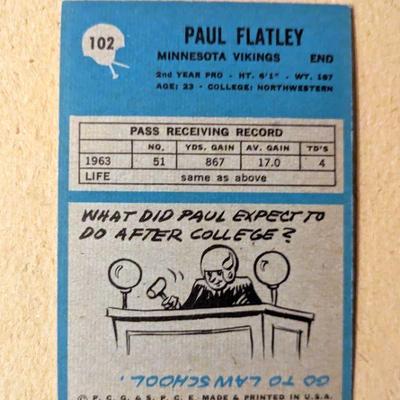 102
PAUL FLATLEY
MINNESOTA VIKINGS END
2nd YEAR PRO - HT. 6'1" - WT. 187
AGE: 23 - COLLEGE: NORTHWESTERN
PASS RECEIVING RECORD
NO. YDS. GAIN AV. GAIN TD'S
1963 51 867 17.0 4
LIFE same as above
WHAT DID PAUL EXPECT TO
DO AFTER COLLEGE?
GO TO LAW SCHOOL.
© P. C. G. & S. P. C. E. MADE & PRINTED IN U.S.A.